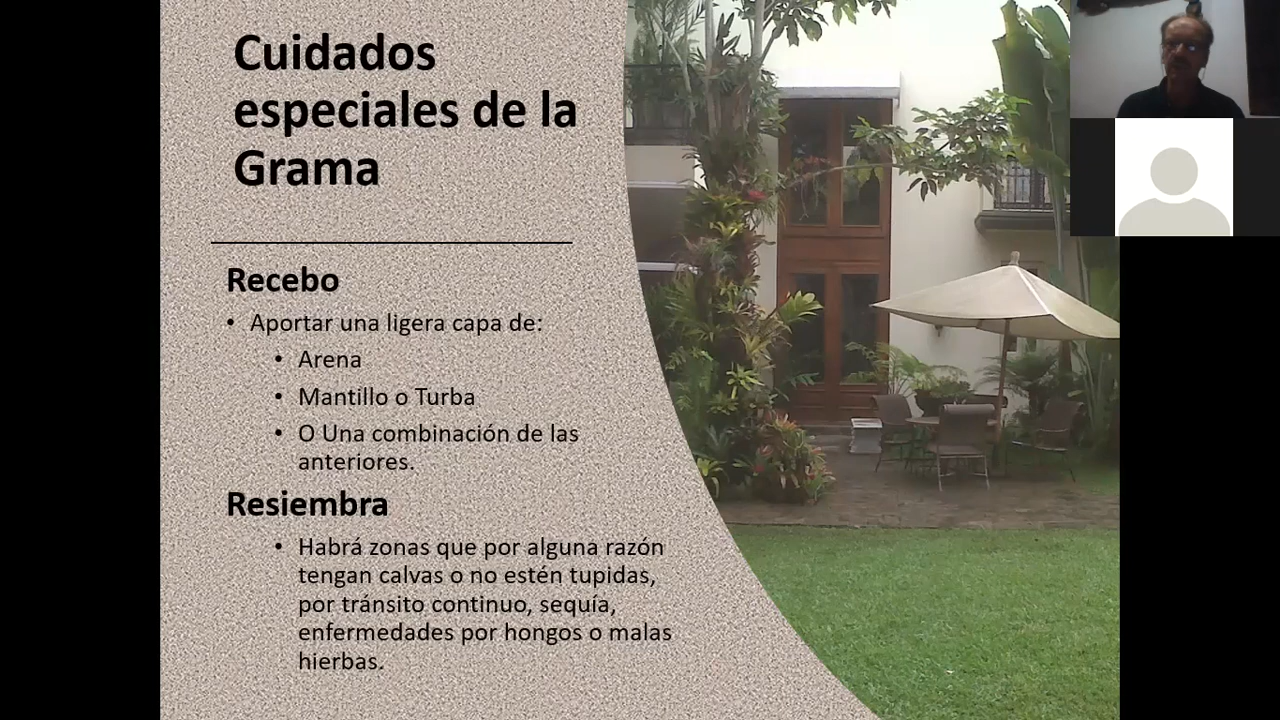 Cuidados
especiales de la
Grama
Recebo
• Aportar una ligera capa de:
• Arena
• Mantillo o Turba
• O Una combinación de las
anteriores.
Resiembra
• Habrá zonas que por alguna razón
tengan calvas o no estén tupidas,
por tránsito continuo, sequía,
enfermedades por hongos o malas
hierbas.